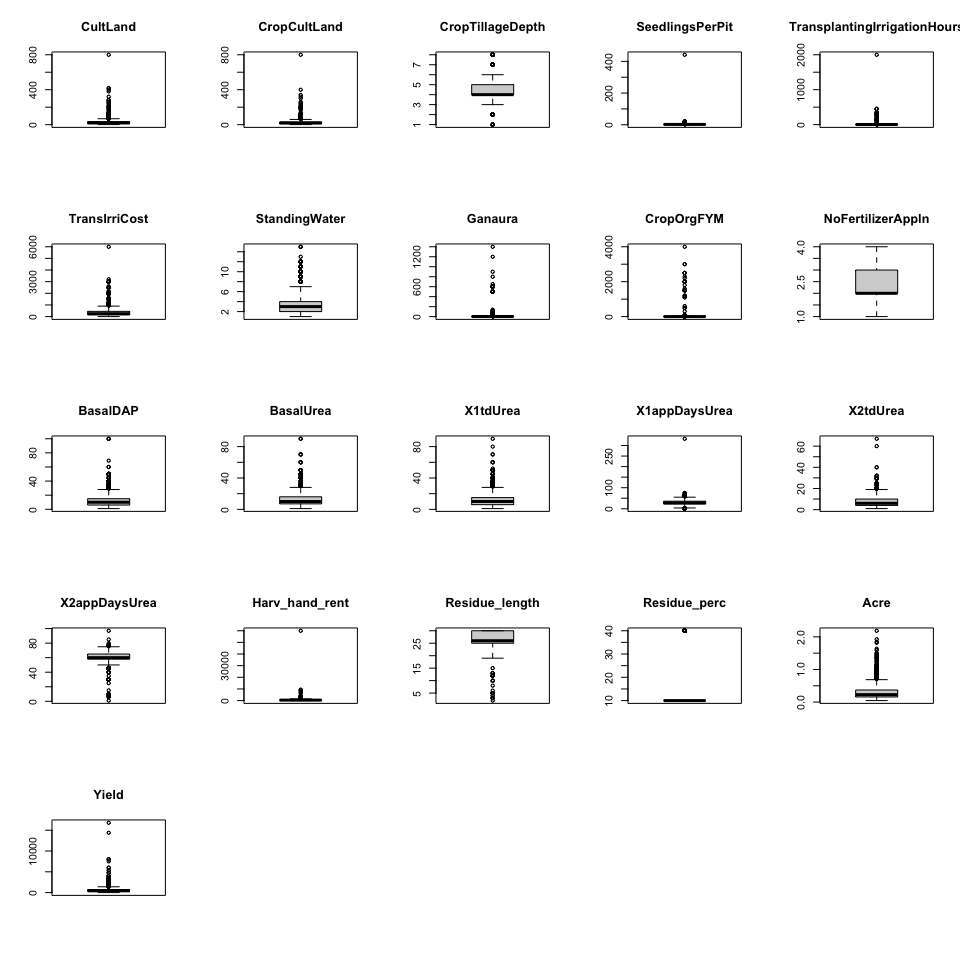 CultLand CropCultLand CropTillageDepth SeedlingsPerPit TransplantingIrrigationHours
0 400 800 0 400 800 1 3 5 7 0 200 400 0 1000 2000
TransIrriCost StandingWater Ganaura CropOrgFYM NoFertilizerAppln
0 3000 6000 2 6 10 0 600 1200 0 2000 4000 1.0 2.5 4.0
BasalDAP BasalUrea X1tdUrea X1appDaysUrea X2tdUrea
0 40 80 0 40 80 0 40 80 0 100 250 0 20 40 60
X2appDaysUrea Harv_hand_rent Residue_length Residue_perc Acre
0 40 80 0 30000 5 15 25 10 20 30 40 0.0 1.0 2.0
Yield
0 10000